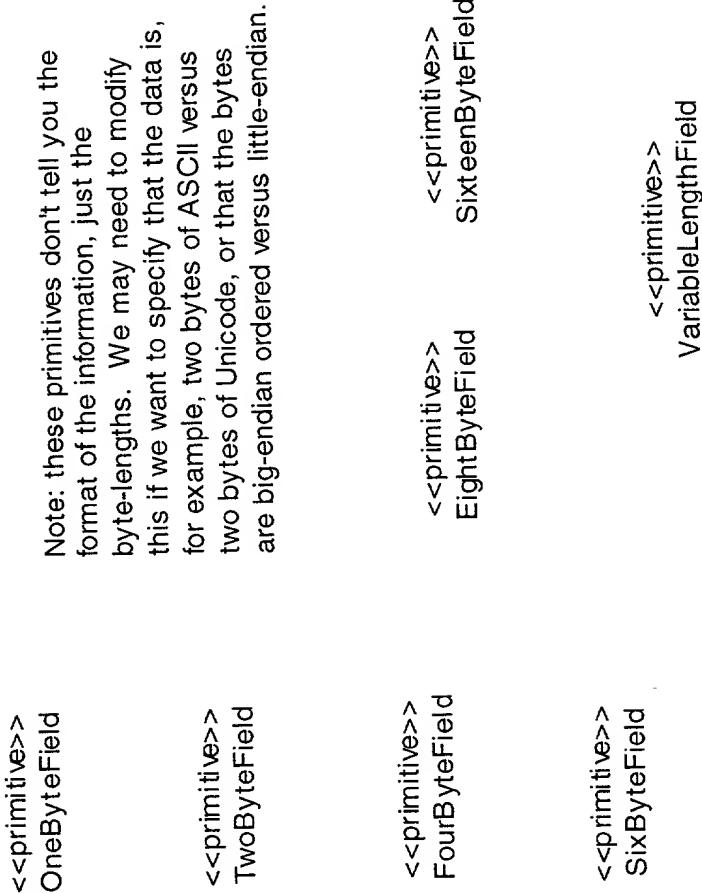 <<primitive>>
OneByteField
Note: these primitives don't tell you the
format of the information, just the
byte-lengths. We may need to modify
this if we want to specify that the data is,
for example, two bytes of ASCII versus
two bytes of Unicode, or that the bytes
are big-endian ordered versus little-endian.
<<primitive>>
TwoByteField
<<primitive>>
FourByteField
<<primitive>>
EightByteField
<<primitive>>
SixteenByteField
<<primitive>>
SixByteField
<<primitive>>
VariableLengthField